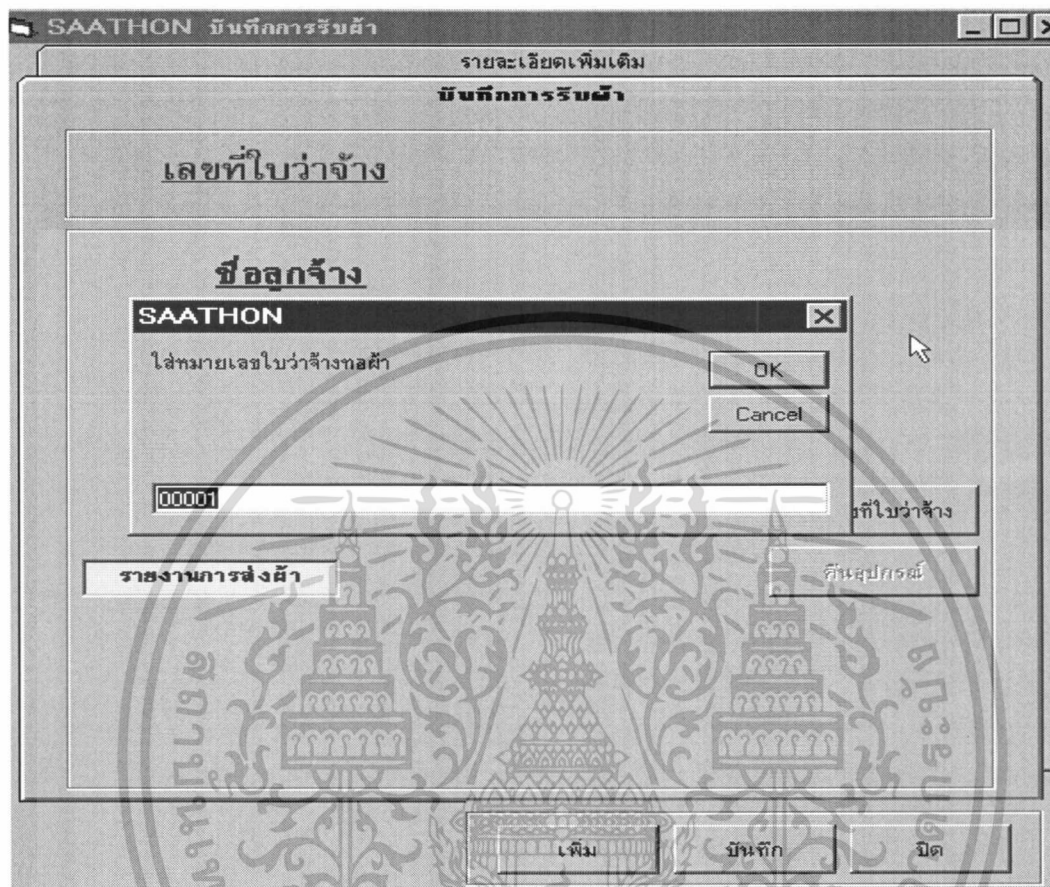 SAATHON บันทึกการรับผ้า
รายละเอียดเพิ่มเติม
บันทึกการรับผ้า
เลขที่ใบว่าจ้าง
ชื่อลูกจ้าง
SAATHON
ใส่หมายเลขใบว่าจ้างทอผ้า
OK
Cancel
00001
ที่ใบว่าจ้าง
รายงานการส่งผ้า
คืนอุปกรณ์
เพิ่ม
บันทึก
ปิด